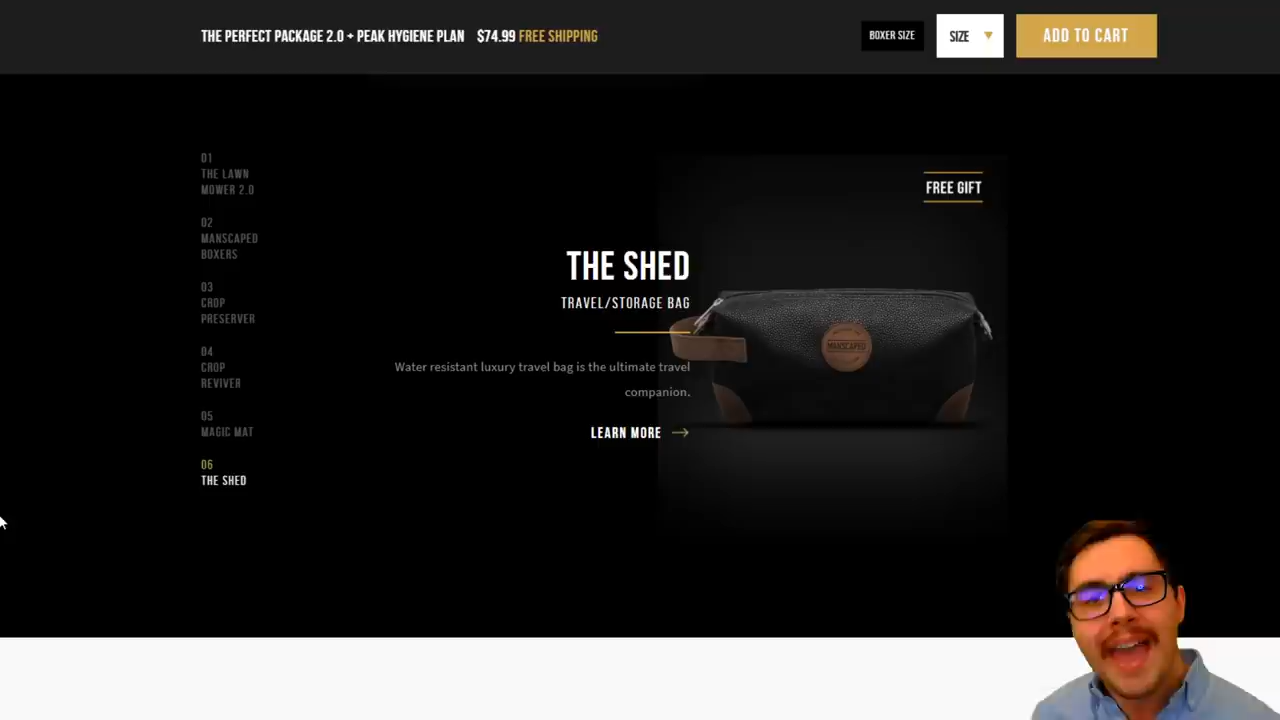 THE PERFECT PACKAGE 2.0 + PEAK HYGIENE PLAN $74.99 FREE SHIPPING
BOXER SIZE
SIZE
ADD TO CART
01
THE LAWN
MOWER 2.0
02
MANSCAPED
BOXERS
03
CROP
PRESERVER
04
CROP
REVIVER
05
MAGIC MAT
06
THE SHED
FREE GIFT
THE SHED
TRAVEL/STORAGE BAG
Water resistant luxury travel bag is the ultimate travel
companion.
LEARN MORE
MANSCAPED